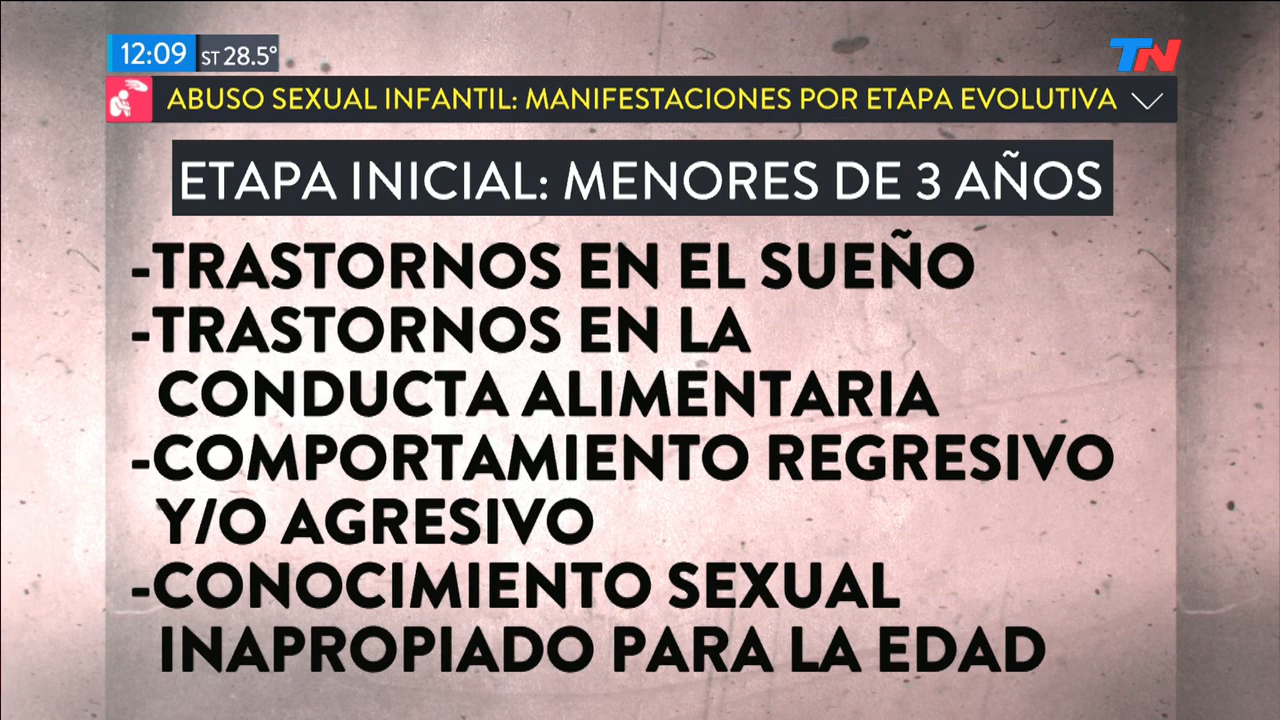 12:09 ST 28.5°
TN
ABUSO SEXUAL INFANTIL: MANIFESTACIONES POR ETAPA EVOLUTIVA
ETAPA INICIAL: MENORES DE 3 AÑOS
-TRASTORNOS EN EL SUEÑO
-TRASTORNOS EN LA
CONDUCTA ALIMENTARIA
-COMPORTAMIENTO REGRESIVO
Y/O AGRESIVO
-CONOCIMIENTO SEXUAL
INAPROPIADO PARA LA EDAD